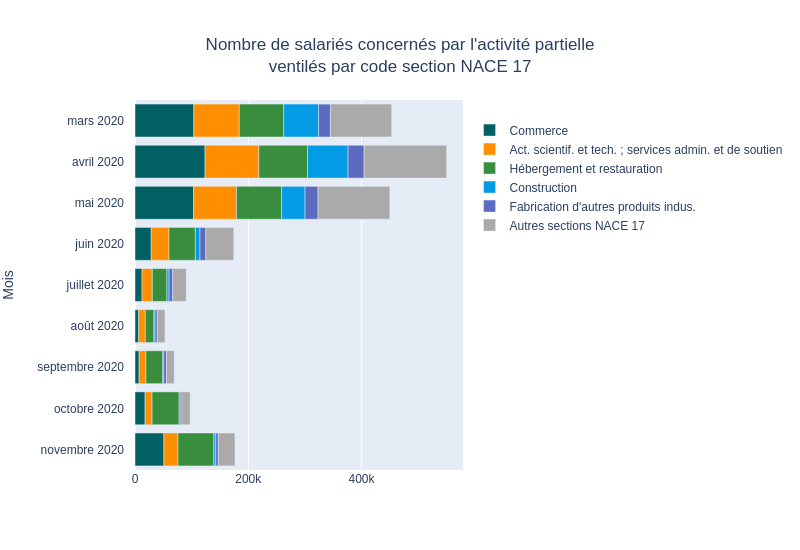 Nombre de salariés concernés par l'activité partielle
ventilés par code section NACE 17
mars 2020
avril 2020
mai 2020
juin 2020
juillet 2020
août 2020
septembre 2020
octobre 2020
novembre 2020
Mois
0
200k
400k
Commerce
Act. scientif. et tech. ; services admin. et de soutien
Hébergement et restauration
Construction
Fabrication d'autres produits indus.
Autres sections NACE 17